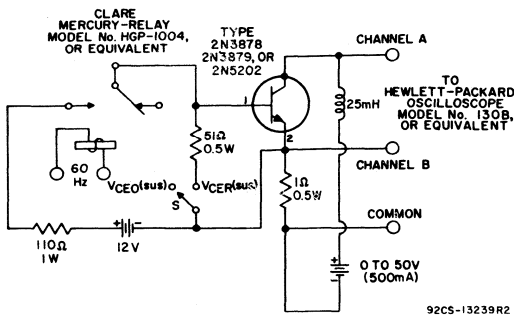 CLARE
MERCURY-RELAY
MODEL No. HGP-1004,
OR EQUIVALENT
TYPE
2N3878
2N3879, OR
2N5202
CHANNEL A
TO
HEWLETT-PACKARD
OSCILLOSCOPE
MODEL No. 130B,
OR EQUIVALENT
25mH
1
2
51Ω
0.5W
CHANNEL B
60
Hz
VCEO(sus)
VCER(sus)
S
1Ω
0.5W
COMMON
+ -
110Ω
1W
12V
+
-
0 TO 50V
(500mA)
92CS-13239R2